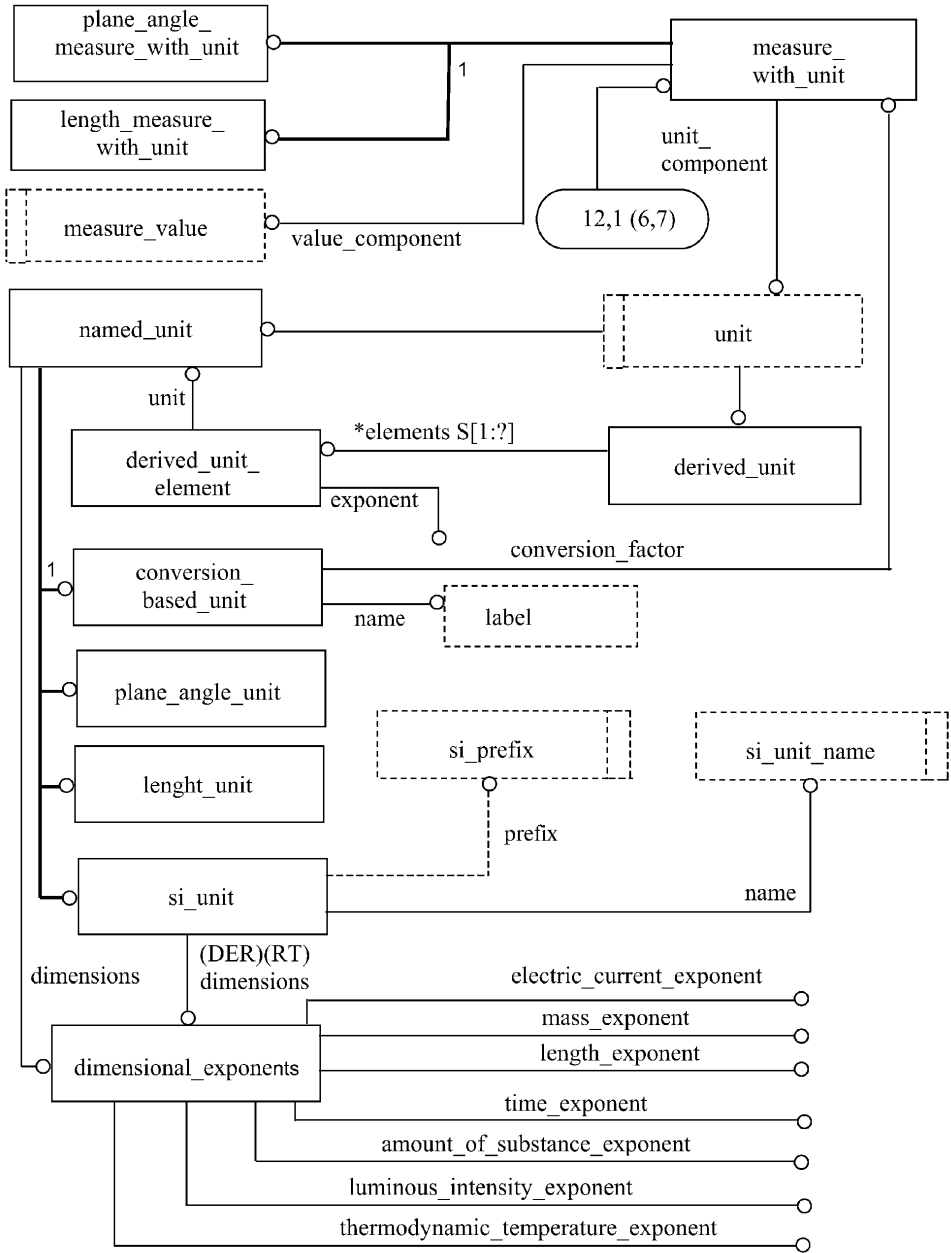 plane_angle_
measure_with_unit
measure_
with_unit
1
length_measure_
with_unit
unit_
component
measure_value
12,1 (6,7)
value_component
named_unit
unit
unit
*elements S[1:?]
derived_unit_
element
derived_unit
exponent
conversion_factor
1
conversion_
based_unit
name
label
plane_angle_unit
si_prefix
si_unit_name
lenght_unit
prefix
si_unit
name
(DER)(RT)
dimensions
dimensions
electric_current_exponent
mass_exponent
length_exponent
dimensional_exponents
time_exponent
amount_of_substance_exponent
luminous_intensity_exponent
thermodynamic_temperature_exponent